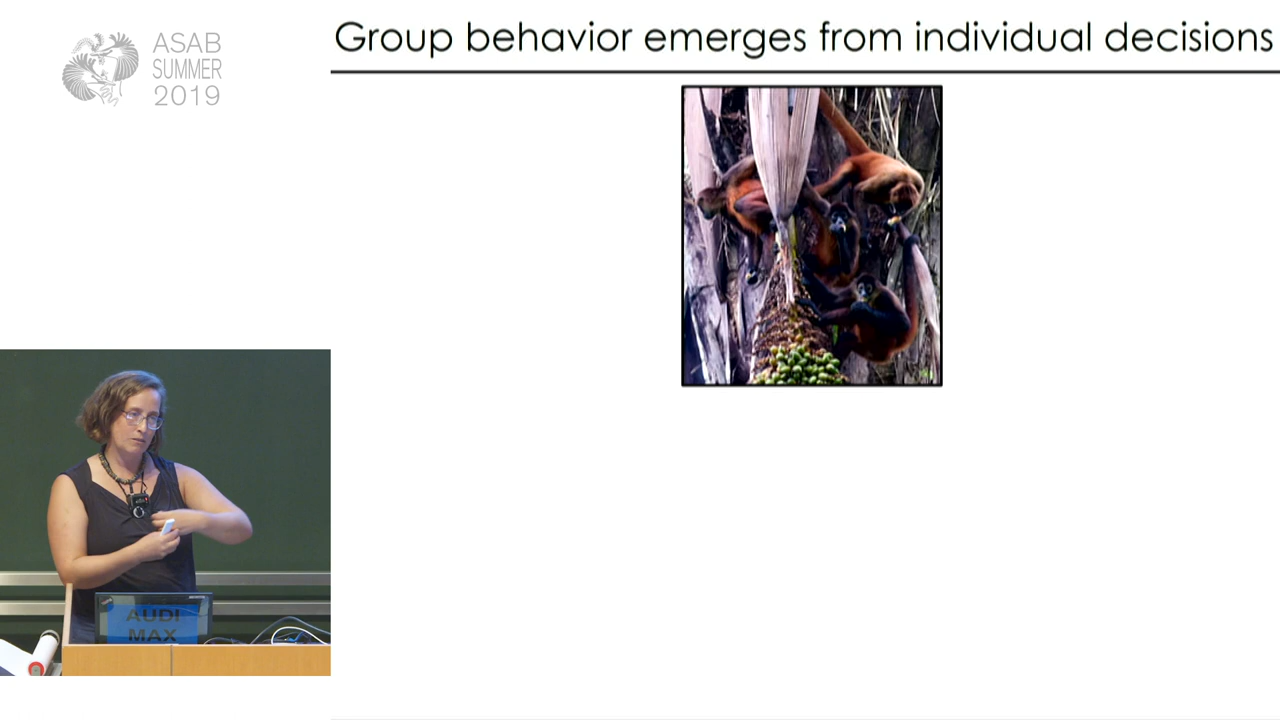 ASAB
SUMMER
2019
Group behavior emerges from individual decisions
AUDI
MAX